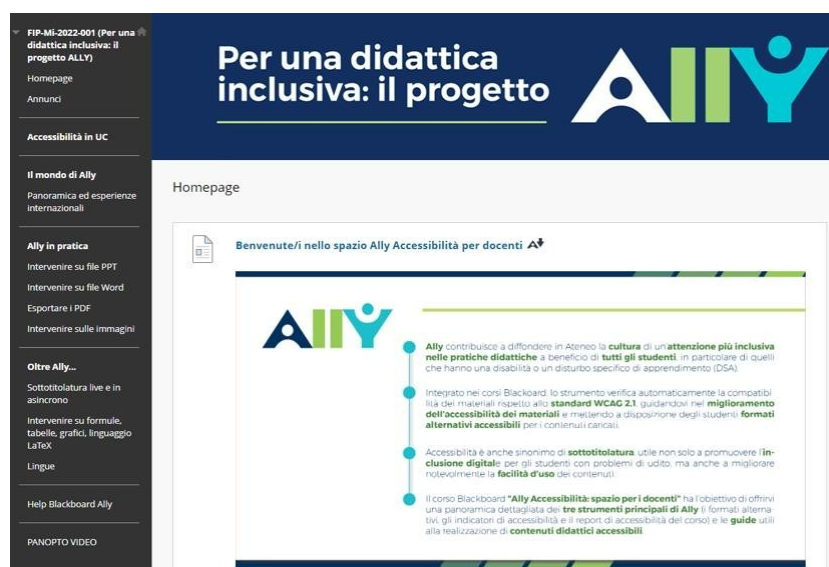 FIP-Mi-2022-001 (Per una
didattica inclusiva: il
progetto ALLY)
Homepage
Annunci
Accessibilità in UC
Il mondo di Ally
Panoramica ed esperienze
internazionali
Ally in pratica
Intervenire su file PPT
Intervenire su file Word
Esportare i PDF
Intervenire sulle immagini
Oltre Ally...
Sottotitolatura live e in
asincrono
Intervenire su formule,
tabelle, grafici, linguaggio
LaTeX
Lingue
Help Blackboard Ally
PANOPTO VIDEO
Per una didattica
inclusiva: il progetto
Ally
Homepage
Benvenute/i nello spazio Ally Accessibilità per docenti
Ally
Ally contribuisce a diffondere in Ateneo la cultura di un'attenzione più inclusiva
nelle pratiche didattiche a beneficio di tutti gli studenti, in particolare di quelli
che hanno una disabilità o un disturbo specifico di apprendimento (DSA).
Integrato nei corsi Blackoard, lo strumento verifica automaticamente la compatibi
lità dei materiali rispetto allo standard WCAG 2.1, guidandovi nel miglioramento
dell'accessibilità dei materiali e mettendo a disposizione degli studenti formati
alternativi accessibili per i contenuti caricati.
Accessibilità è anche sinonimo di sottotitolatura, utile non solo a promuovere l'in-
clusione digitale per gli studenti con problemi di udito, ma anche a migliorare
notevolmente la facilità d'uso dei contenuti.
Il corso Blackboard "Ally Accessibilità: spazio per i docenti" ha l'obiettivo di offrirvi
una panoramica dettagliata dei tre strumenti principali di Ally (i formati alterna-
tivi, gli indicatori di accessibilità e il report di accessibilità del corso) e le guide utili
alla realizzazione di contenuti didattici accessibili.